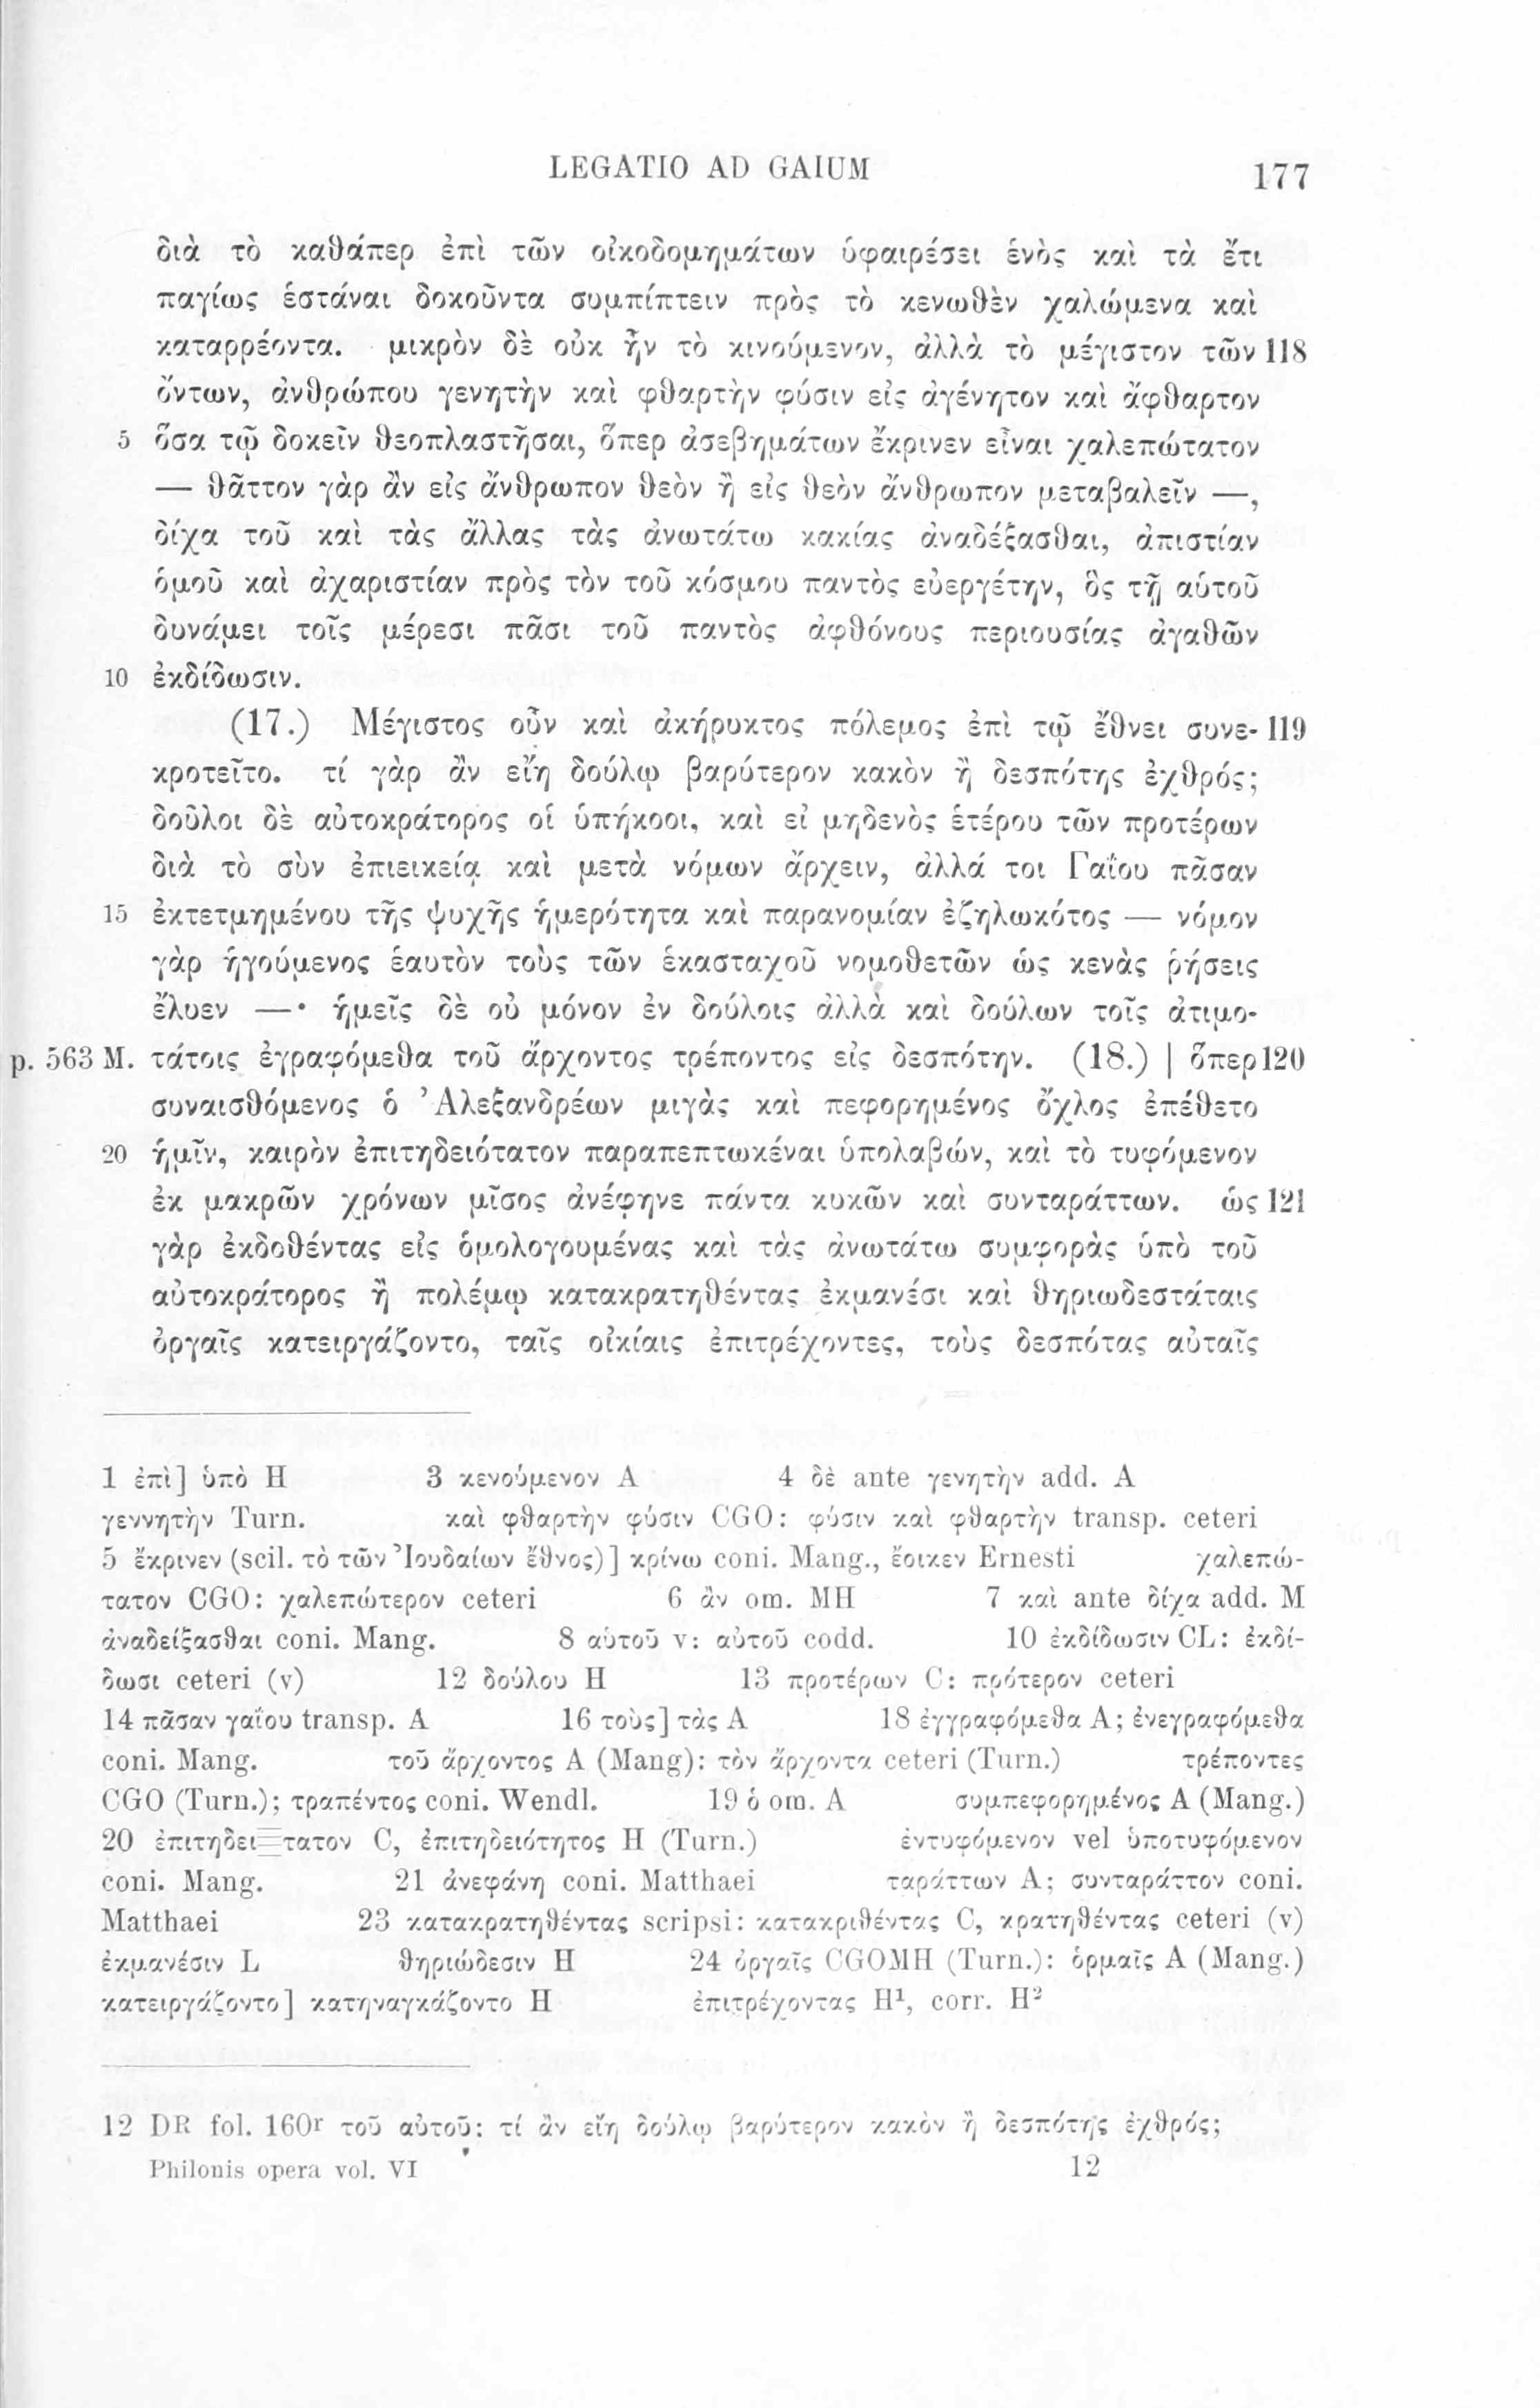 LEGATIO AD GAIUM 177
διὰ τὸ καθάπερ ἐπὶ τῶν οἰκοδομημάτων ὑφαιρέσει ἑνὸς καὶ τὰ ἔτι
παγίως ἑστάναι δοκοῦντα συμπίπτειν πρὸς τὸ κενωθὲν χαλώμενα καὶ
καταρρέοντα. μικρὸν δὲ οὐκ ἦν τὸ κινούμενον, ἀλλὰ τὸ μέγιστον τῶν 118
ὄντων, ἀνθρώπου γενητὴν καὶ φθαρτὴν φύσιν εἰς ἀγένητον καὶ ἄφθαρτον
5 ὅσα τῷ δοκεῖν θεοπλαστῆσαι, ὅπερ ἀσεβημάτων ἔκρινεν εἶναι χαλεπώτατον
— θᾶττον γὰρ ἂν εἰς ἄνθρωπον θεὸν ἢ εἰς θεὸν ἄνθρωπον μεταβαλεῖν —,
δίχα τοῦ καὶ τὰς ἄλλας τὰς ἀνωτάτω κακίας ἀναδέξασθαι, ἀπιστίαν
ὁμοῦ καὶ ἀχαριστίαν πρὸς τὸν τοῦ κόσμου παντὸς εὐεργέτην, ὃς τῇ αὑτοῦ
δυνάμει τοῖς μέρεσι πᾶσι τοῦ παντὸς ἀφθόνους περιουσίας ἀγαθῶν
10 ἐκδίδωσιν.
(17.) Μέγιστος οὖν καὶ ἀκήρυκτος πόλεμος ἐπὶ τῷ ἔθνει συνε- 119
κροτεῖτο. τί γὰρ ἂν εἴη δούλῳ βαρύτερον κακὸν ἢ δεσπότης ἐχθρός;
δοῦλοι δὲ αὐτοκράτορος οἱ ὑπήκοοι, καὶ εἰ μηδενὸς ἑτέρου τῶν προτέρων
διὰ τὸ σὺν ἐπιεικείᾳ καὶ μετὰ νόμων ἄρχειν, ἀλλά τοι Γαΐου πᾶσαν
15 ἐκτετμημένου τῆς ψυχῆς ἡμερότητα καὶ παρανομίαν ἐζηλωκότος — νόμον
γὰρ ἡγούμενος ἑαυτὸν τοὺς τῶν ἑκασταχοῦ νομοθετῶν ὡς κενὰς ῥήσεις
ἔλυεν —· ἡμεῖς δὲ οὐ μόνον ἐν δούλοις ἀλλὰ καὶ δούλων τοῖς ἀτιμο-
p. 563 M. τάτοις ἐγραφόμεθα τοῦ ἄρχοντος τρέποντος εἰς δεσπότην. (18.) | ὅπερ 120
συναισθόμενος ὁ Ἀλεξανδρέων μιγὰς καὶ πεφορημένος ὄχλος ἐπέθετο
20 ἡμῖν, καιρὸν ἐπιτηδειότατον παραπεπτωκέναι ὑπολαβών, καὶ τὸ τυφόμενον
ἐκ μακρῶν χρόνων μῖσος ἀνέφηνε πάντα κυκῶν καὶ συνταράττων. ὡς 121
γὰρ ἐκδοθέντας εἰς ὁμολογουμένας καὶ τὰς ἀνωτάτω συμφορὰς ὑπὸ τοῦ
αὐτοκράτορος ἢ πολέμῳ κατακρατηθέντας ἐκμανέσι καὶ θηριωδεστάταις
ὀργαῖς κατειργάζοντο, ταῖς οἰκίαις ἐπιτρέχοντες, τοὺς δεσπότας αὐταῖς
1 ἐπὶ] ὑπὸ H 3 κενούμενον A 4 δὲ ante γενητὴν add. A
γεννητὴν Turn. καὶ φθαρτὴν φύσιν CGO: φύσιν καὶ φθαρτὴν transp. ceteri
5 ἔκρινεν (scil. τὸ τῶν Ἰουδαίων ἔθνος)] κρίνω coni. Mang., ἔοικεν Ernesti χαλεπώ-
τατον CGO: χαλεπώτερον ceteri 6 ἂν om. MH 7 καὶ ante δίχα add. M
ἀναδείξασθαι coni. Mang. 8 αὑτοῦ v: αὐτοῦ codd. 10 ἐκδίδωσιν CL: ἐκδί-
δωσι ceteri (v) 12 δούλου H 13 προτέρων C: πρότερον ceteri
14 πᾶσαν γαΐου transp. A 16 τοὺς] τὰς A 18 ἐγγραφόμεθα A; ἐνεγραφόμεθα
coni. Mang. τοῦ ἄρχοντος A (Mang): τὸν ἄρχοντα ceteri (Turn.) τρέποντες
CGO (Turn.); τραπέντος coni. Wendl. 19 ὁ om. A συμπεφορημένος A (Mang.)
20 ἐπιτηδει τατον C, ἐπιτηδειότητος H (Turn.) ἐντυφόμενον vel ὑποτυφόμενον
coni. Mang. 21 ἀνεφάνη coni. Matthaei ταράττων A; συνταράττον coni.
Matthaei 23 κατακρατηθέντας scripsi: κατακριθέντας C, κρατηθέντας ceteri (v)
ἐκμανέσιν L θηριώδεσιν H 24 ὀργαῖς CGOMH (Turn.): ὁρμαῖς A (Mang.)
κατειργάζοντο] κατηναγκάζοντο H ἐπιτρέχοντας H¹, corr. H²
12 DR fol. 160r τοῦ αὐτοῦ: τί ἂν εἴη δούλῳ βαρύτερον κακὸν ἢ δεσπότης ἐχθρός;
Philonis opera vol. VI 12